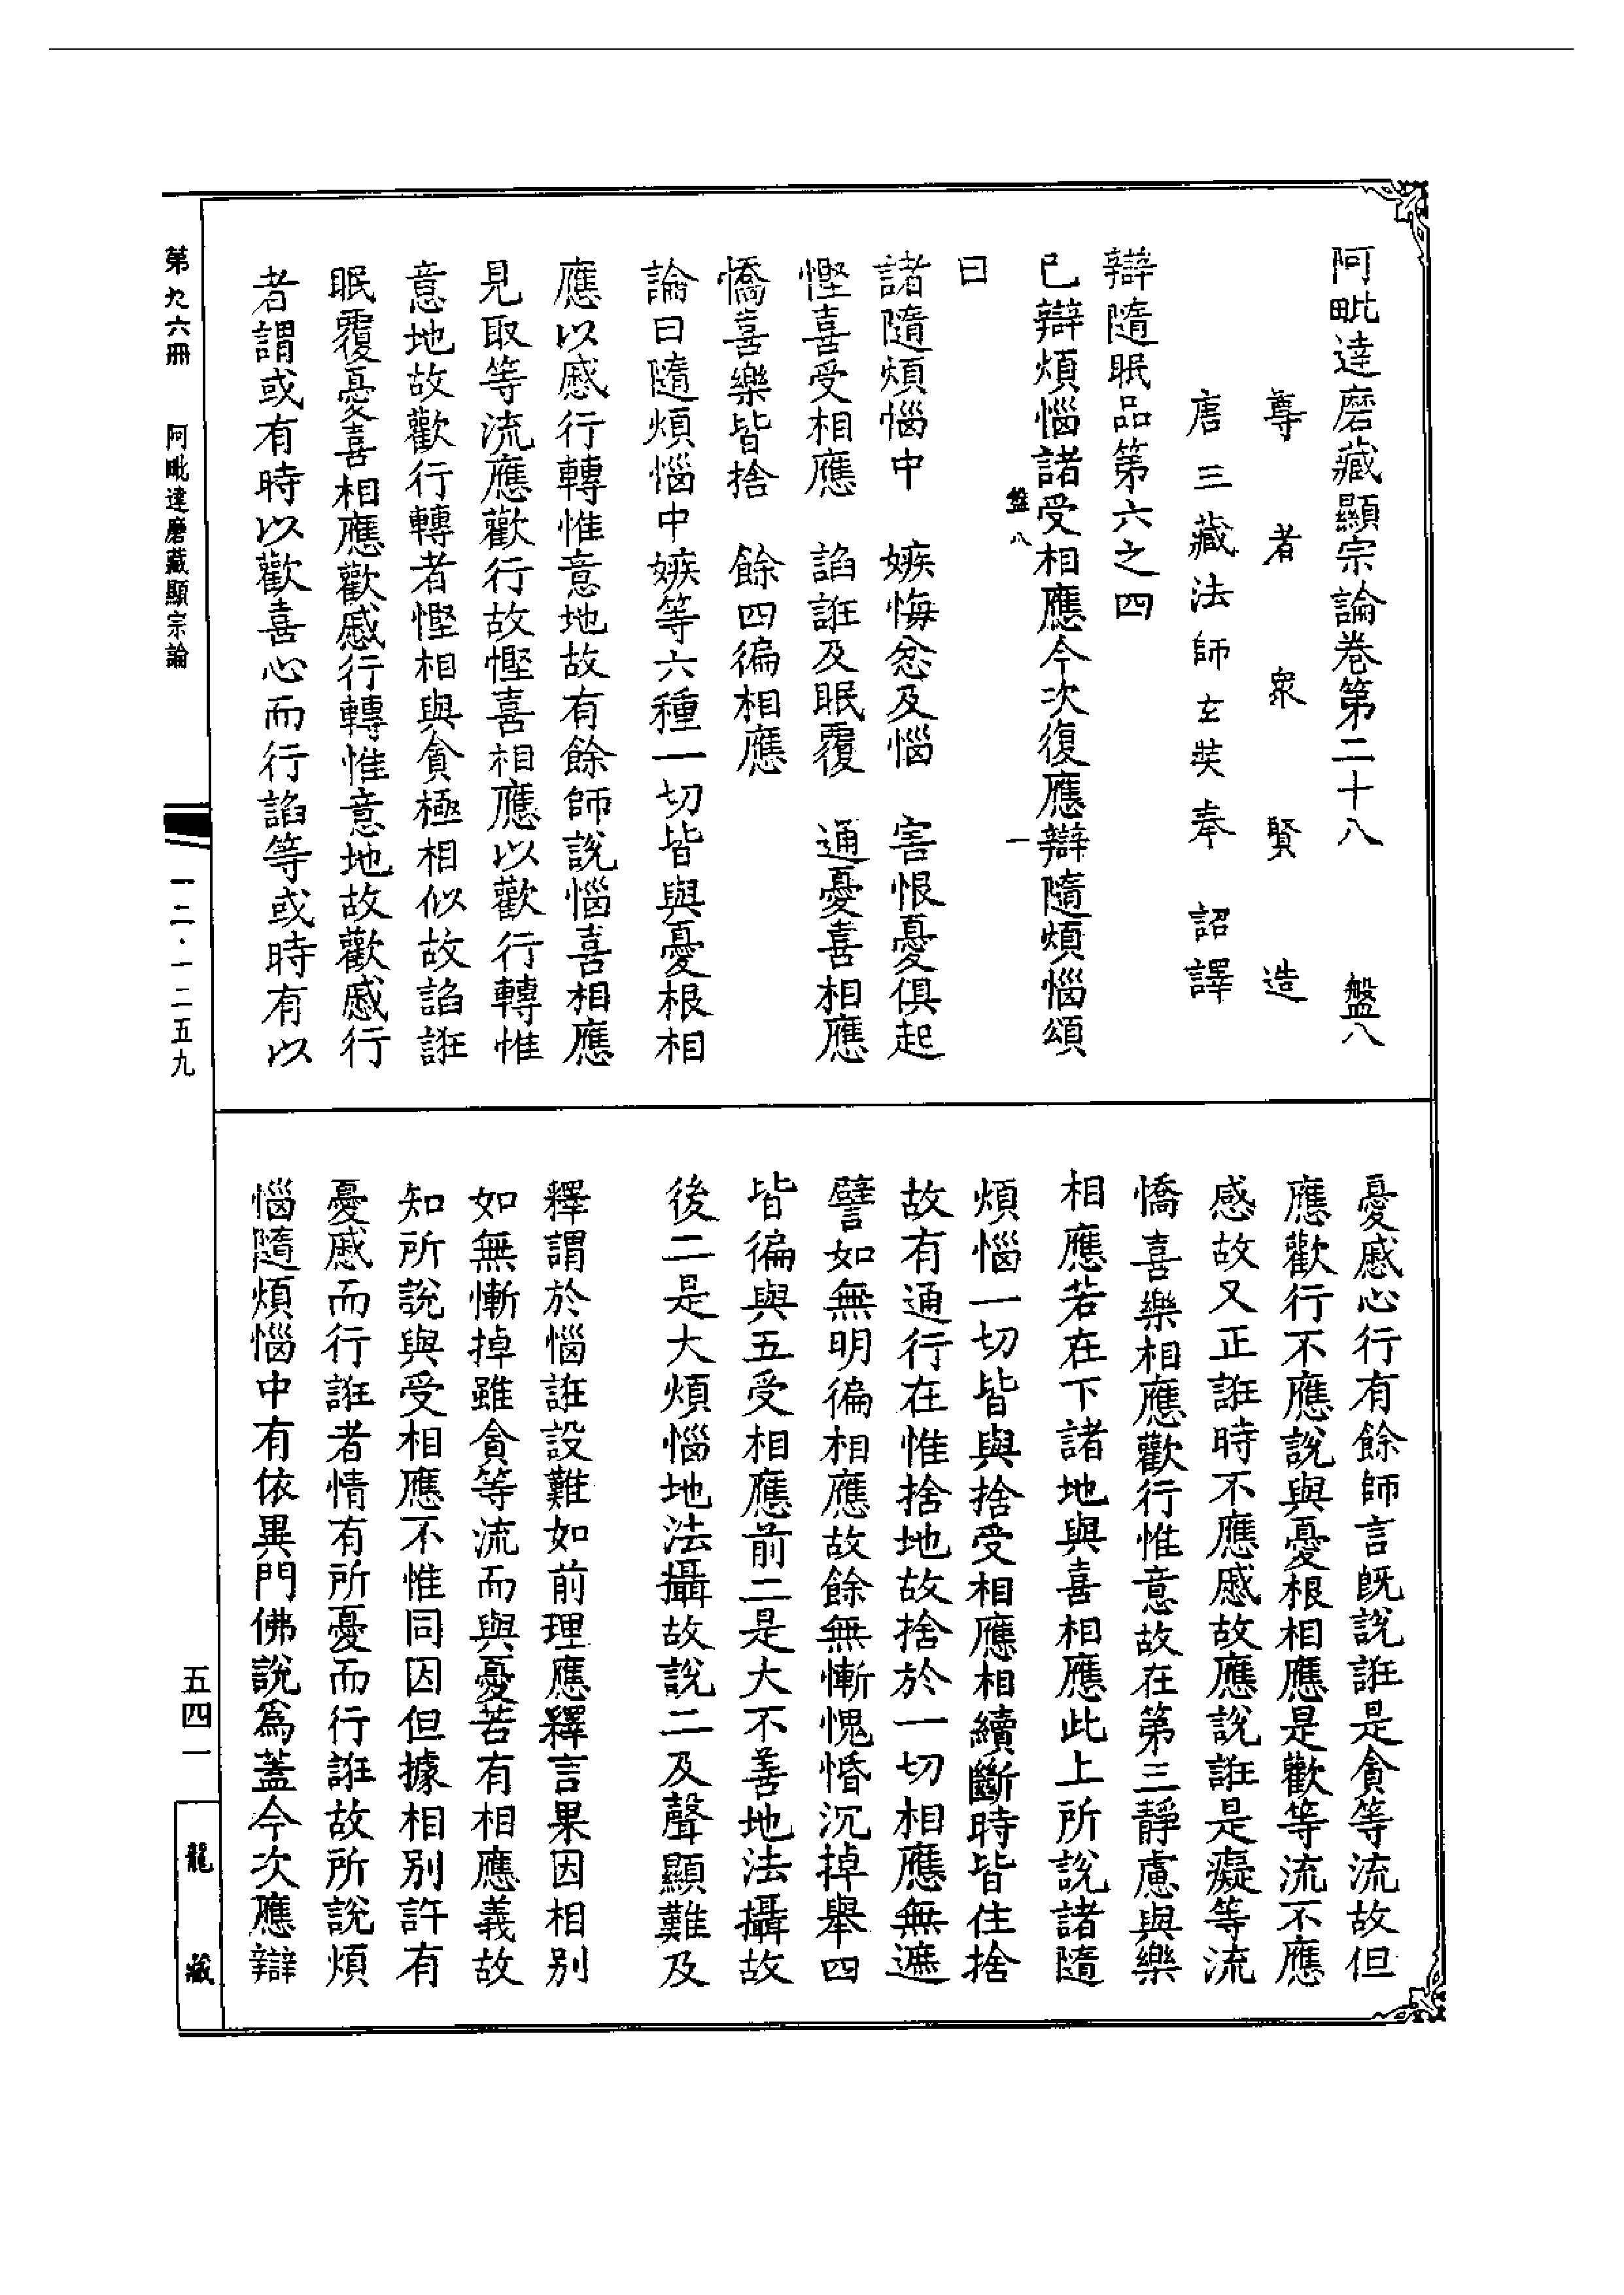 阿毗達磨藏顯宗論卷第二十八　盤八
尊者衆賢造
唐三藏法師玄奘奉詔譯
辯隨眠品第六之四
已辯煩惱諸受相應今次復應辯隨煩惱頌
盤八　一
曰
諸隨煩惱中　嫉悔忿及惱　害恨憂俱起
慳喜受相應　諂誑及眠覆　通憂喜相應
憍喜樂皆捨　餘四徧相應
論曰隨煩惱中嫉等六種一切皆與憂根相
應以慼行轉惟意地故有餘師說惱喜相應
見取等流應歡行故慳喜相應以歡行轉惟
意地故歡行轉者慳相與貪極相似故諂誑
眠覆憂喜相應歡慼行轉惟意地故歡慼行
者謂或有時以歡喜心而行諂等或時有以
憂慼心行有餘師言既說誑是貪等流故但
應歡行不應說與憂根相應是歡等流不應
慼故又正誑時不應慼故應說誑是癡等流
憍喜樂相應歡行惟意故在第三靜慮與樂
相應若在下諸地與喜相應此上所說諸隨
煩惱一切皆與捨受相應相續斷時皆住捨
故有通行在惟捨地故捨於一切相應無遮
譬如無明徧相應故餘無慚愧惛沉掉舉四
皆徧與五受相應前二是大不善地法攝故
後二是大煩惱地法攝故說二及聲顯難及
釋謂於惱誑設難如前理應釋言果因相別
如無慚掉雖貪等流而與憂苦有相應義故
知所說與受相應不惟同因但據相別許有
憂慼而行誑者情有所憂而行誑故所說煩
惱隨煩惱中有依異門佛說爲蓋今次應辯
第九六冊　阿毗達磨藏顯宗論
一二·一二五九
五四一
龍藏